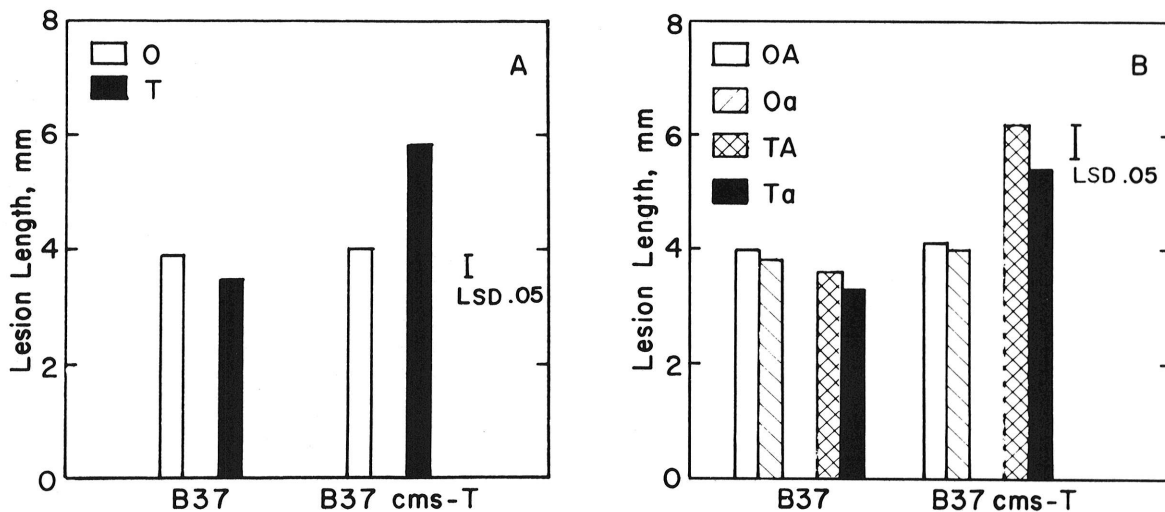 8
6
4
2
0
Lesion Length, mm
O
T
A
LSD .05
B37
B37 cms-T
8
6
4
2
0
Lesion Length, mm
OA
Oa
TA
Ta
B
LSD .05
B37
B37 cms-T